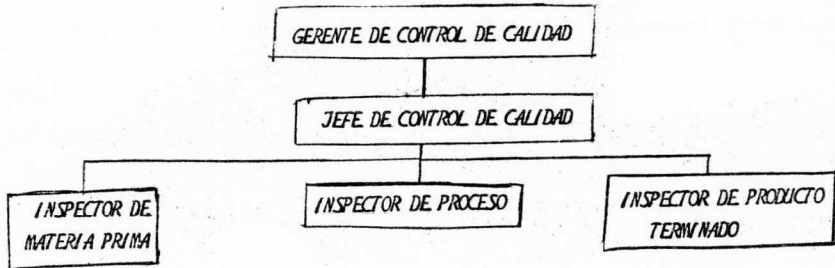 GERENTE DE CONTROL DE CALIDAD
JEFE DE CONTROL DE CALIDAD
INSPECTOR DE
MATERIA PRIMA
INSPECTOR DE PROCESO
INSPECTOR DE PRODUCTO
TERMINADO